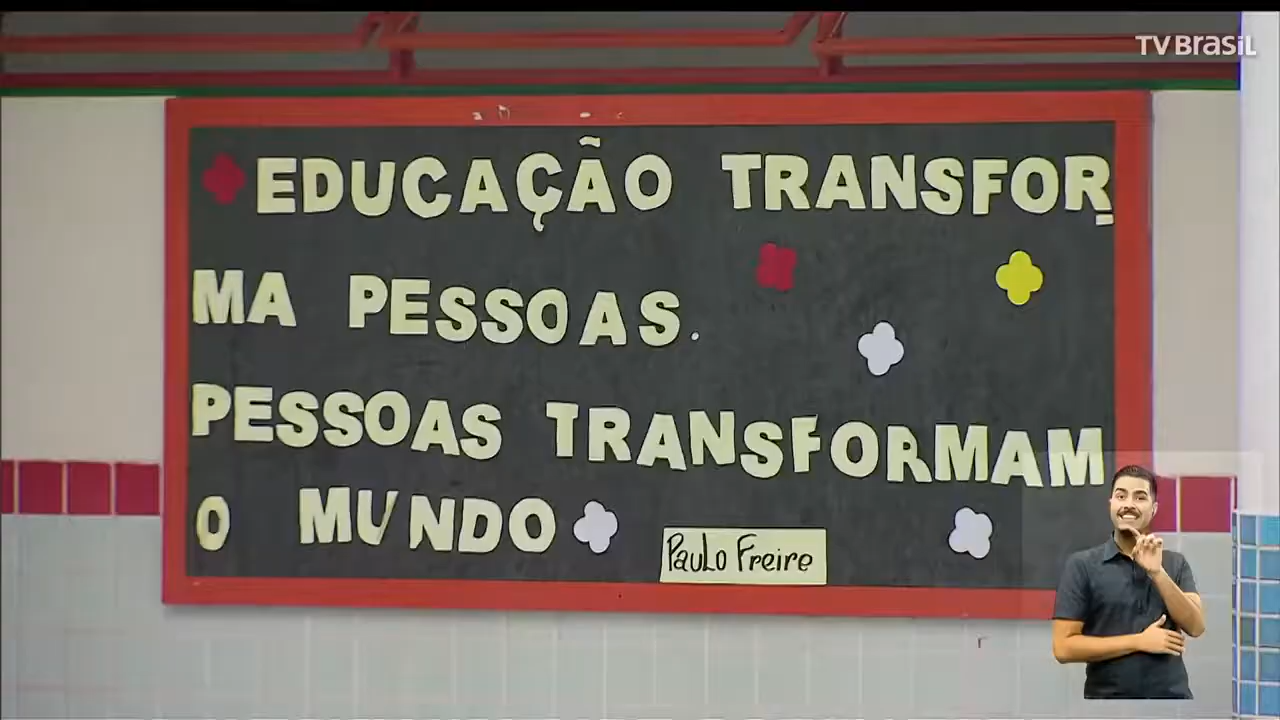 TV BRASIL
EDUCAÇÃO TRANSFOR
MA PESSOAS.
PESSOAS TRANSFORMAM
O MUNDO
Paulo Freire